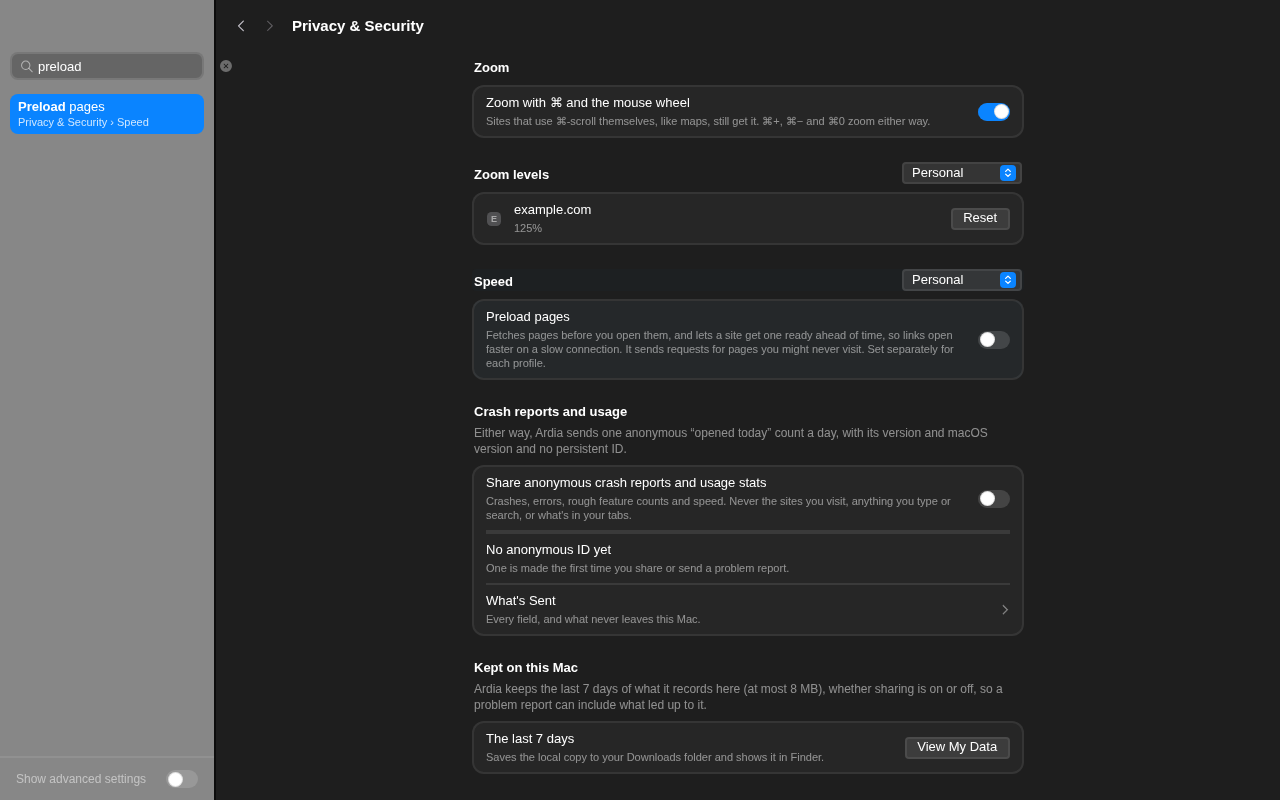 Privacy & Security
preload
Preload pages
Privacy & Security › Speed
Zoom
Zoom with ⌘ and the mouse wheel
Sites that use ⌘-scroll themselves, like maps, still get it. ⌘+, ⌘− and ⌘0 zoom either way.
Zoom levels
Personal
E
example.com
125%
Reset
Speed
Personal
Preload pages
Fetches pages before you open them, and lets a site get one ready ahead of time, so links open
faster on a slow connection. It sends requests for pages you might never visit. Set separately for
each profile.
Crash reports and usage
Either way, Ardia sends one anonymous “opened today” count a day, with its version and macOS
version and no persistent ID.
Share anonymous crash reports and usage stats
Crashes, errors, rough feature counts and speed. Never the sites you visit, anything you type or
search, or what's in your tabs.
No anonymous ID yet
One is made the first time you share or send a problem report.
What's Sent
Every field, and what never leaves this Mac.
Kept on this Mac
Ardia keeps the last 7 days of what it records here (at most 8 MB), whether sharing is on or off, so a
problem report can include what led up to it.
The last 7 days
Saves the local copy to your Downloads folder and shows it in Finder.
View My Data
Show advanced settings